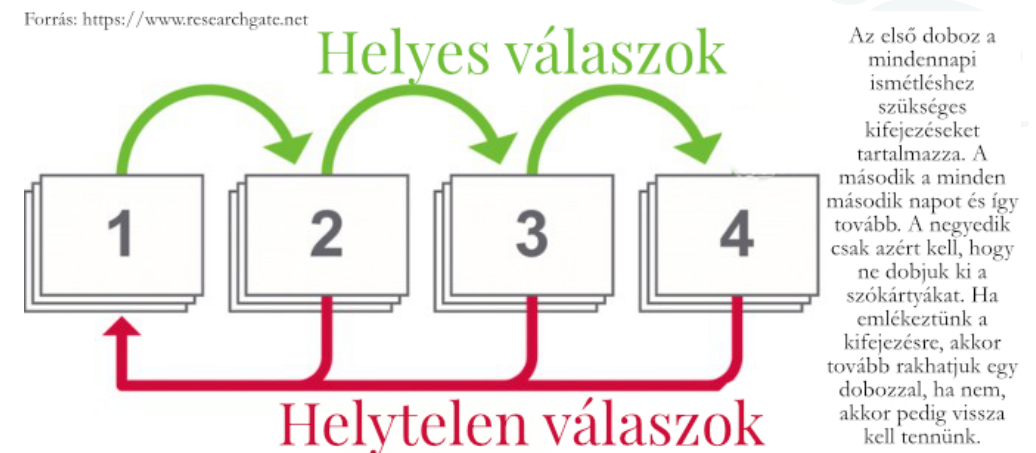 Forrás: https://www.researchgate.net
Helyes válaszok
1
2
3
4
Helytelen válaszok
Az első doboz a
mindennapi
ismétléshez
szükséges
kifejezéseket
tartalmazza. A
második a minden
második napot és így
tovább. A negyedik
csak azért kell, hogy
ne dobjuk ki a
szókártyákat. Ha
emlékeztünk a
kifejezésre, akkor
tovább rakhatjuk egy
dobozzal, ha nem,
akkor pedig vissza
kell tennünk.